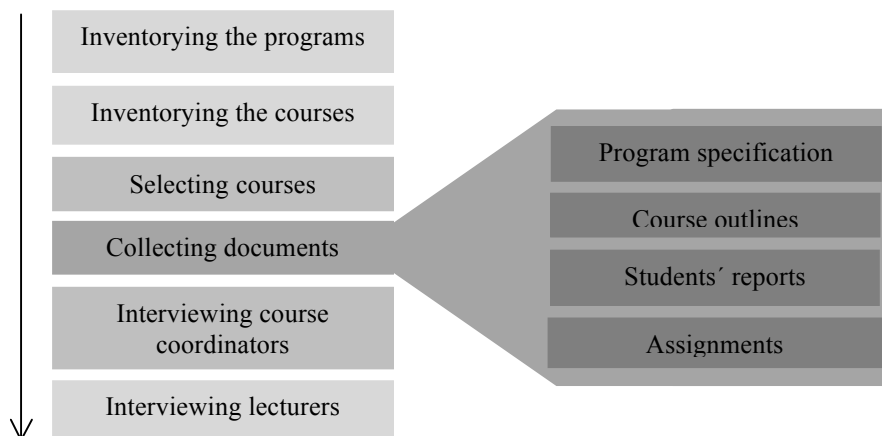 Inventorying the programs
Inventorying the courses
Selecting courses
Collecting documents
Interviewing course
coordinators
Interviewing lecturers
Program specification
Course outlines
Students´ reports
Assignments